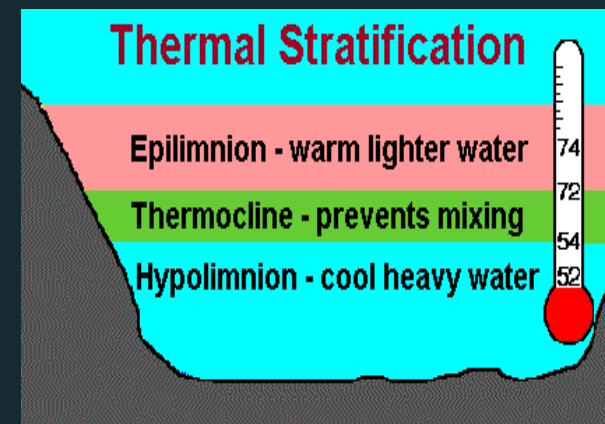 Thermal Stratification
Epilimnion - warm lighter water
74
72
Thermocline - prevents mixing
54
Hypolimnion - cool heavy water
52